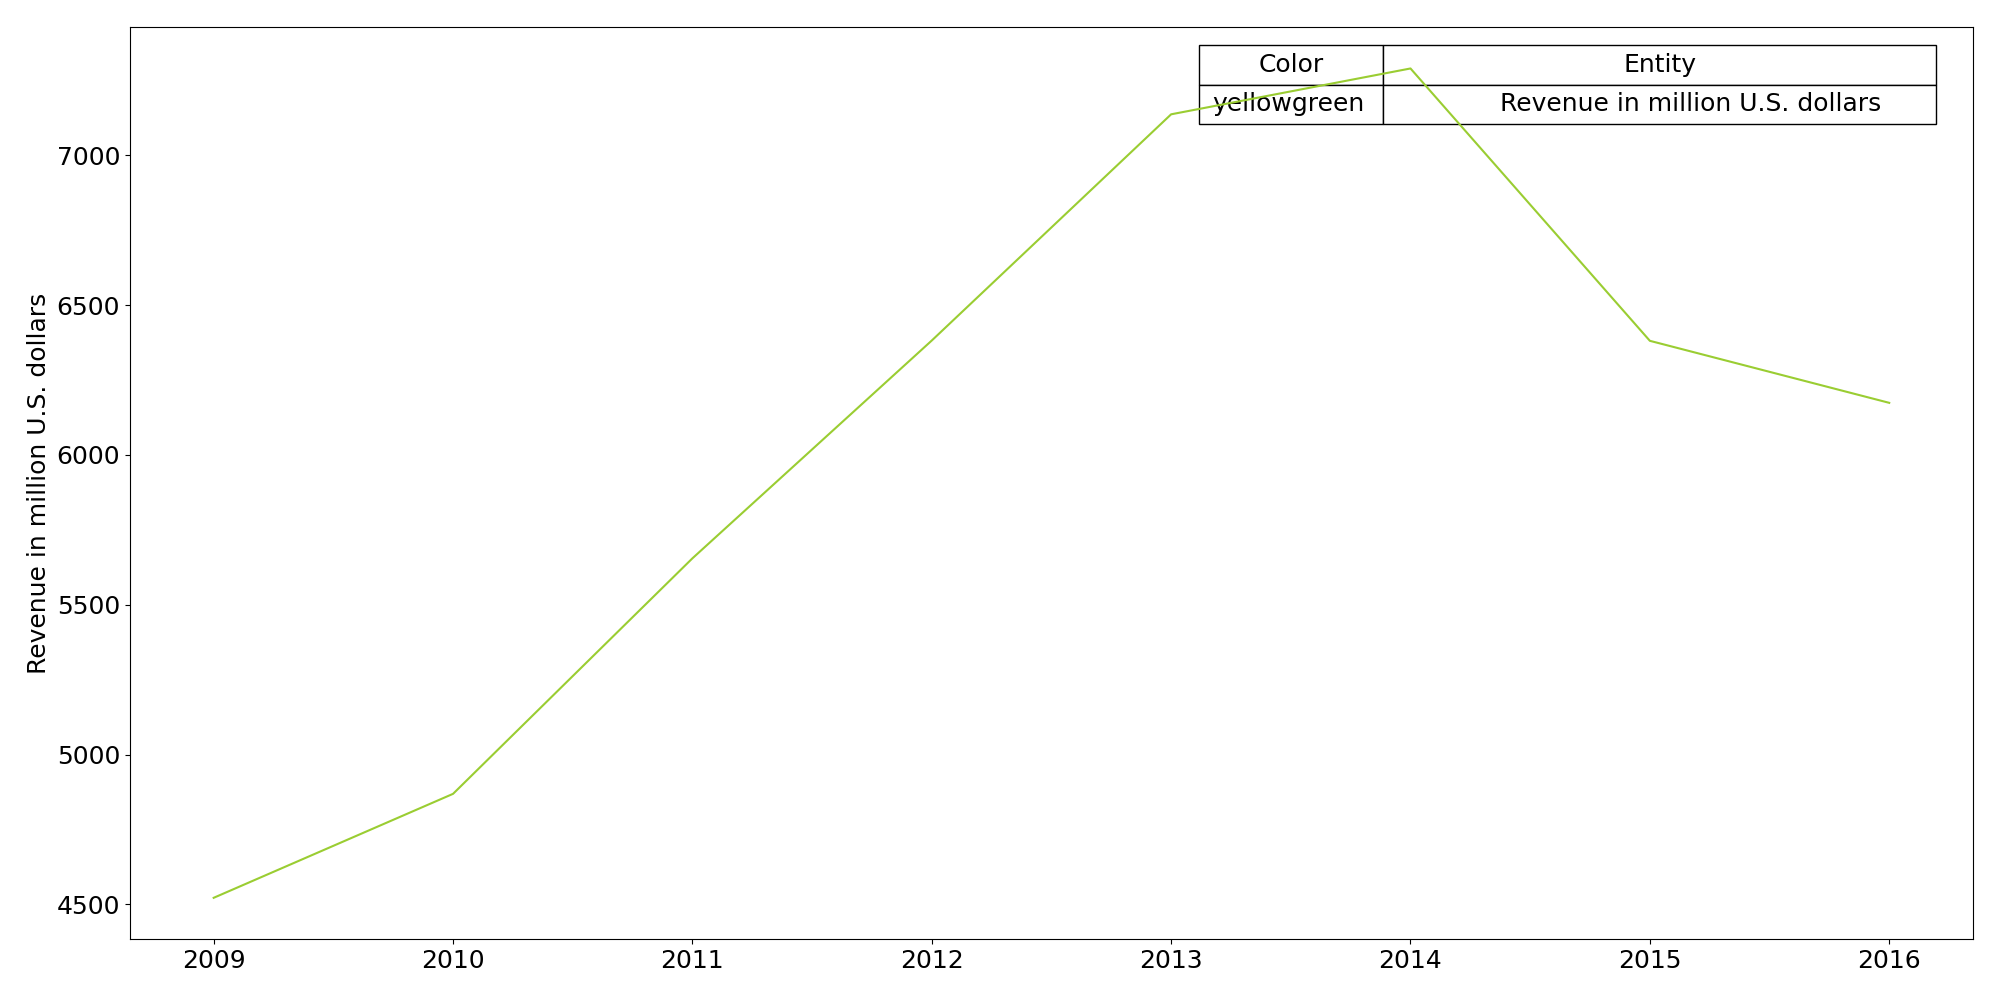 Color Entity
yellowgreen Revenue in million U.S. dollars
Revenue in million U.S. dollars
7000
6500
6000
5500
5000
4500
2009 2010 2011 2012 2013 2014 2015 2016